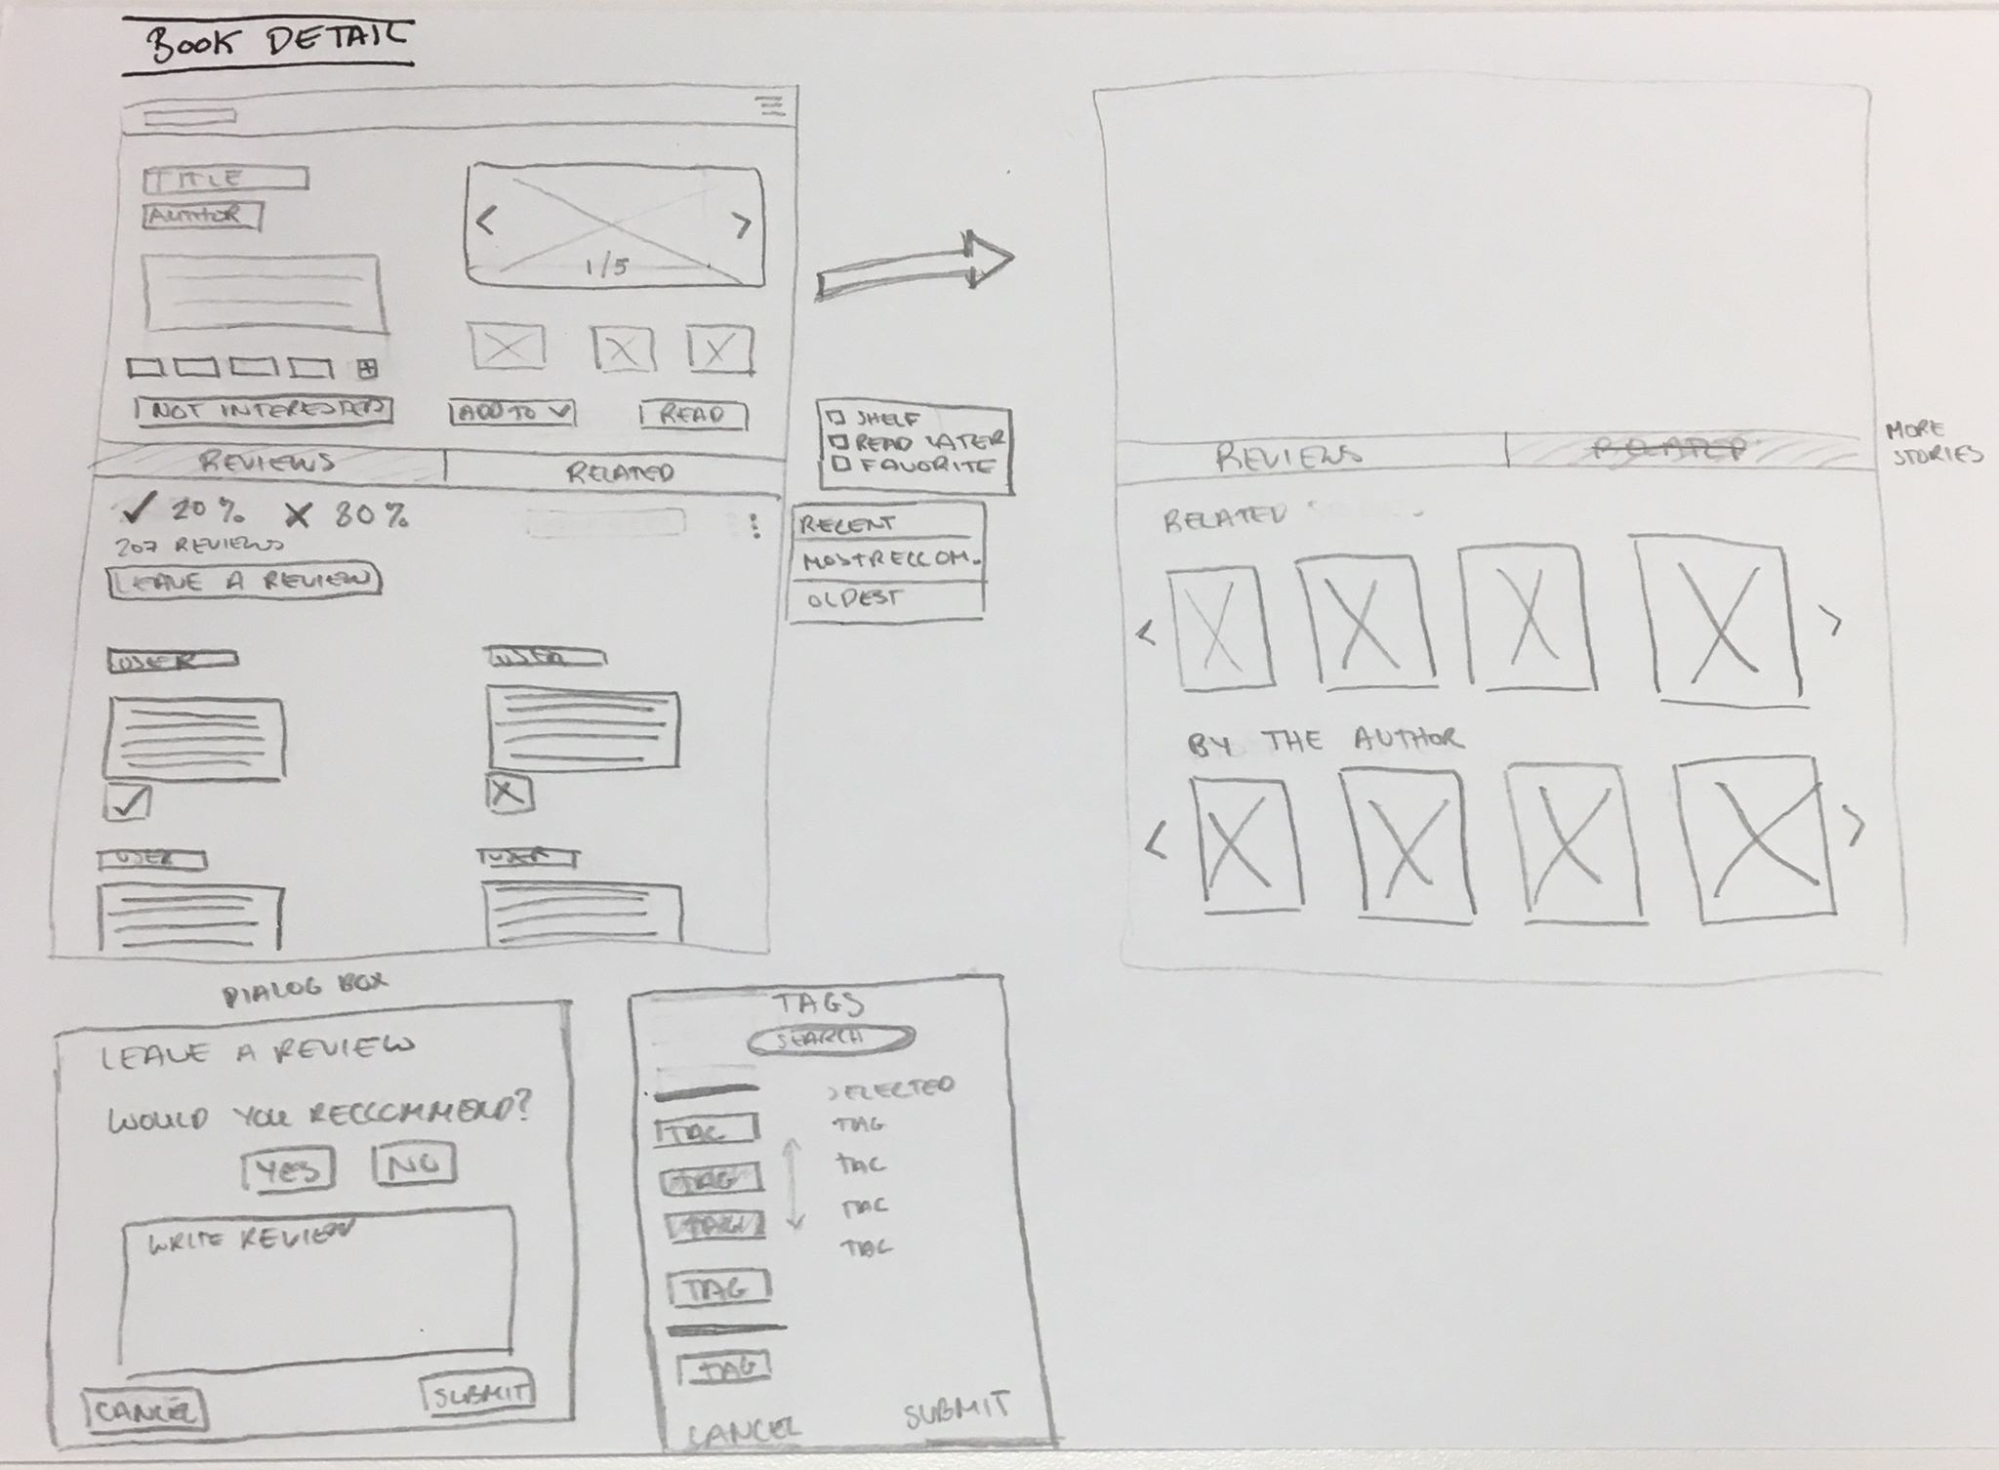 BOOK DETAIL
TITLE
AUTHOR
1/5
NOT INTERESTED
ADD TO
READ
SHELF
READ LATER
FAVORITE
REVIEWS
RELATED
✓ 20% X 80%
207 REVIEWS
LEAVE A REVIEW
RECENT
MOST RECCOM.
OLDEST
USER
USER
USER
USER
REVIEWS
RELATED
MORE
STORIES
RELATED
BY THE AUTHOR
DIALOG BOX
LEAVE A REVIEW
WOULD YOU RECCOMMEND?
YES
NO
WRITE REVIEW
CANCEL
SUBMIT
TAGS
SEARCH
SELECTED
TAG
TAG
TAG
TAG
TAG
TAG
TAG
TAG
TAG
CANCEL
SUBMIT